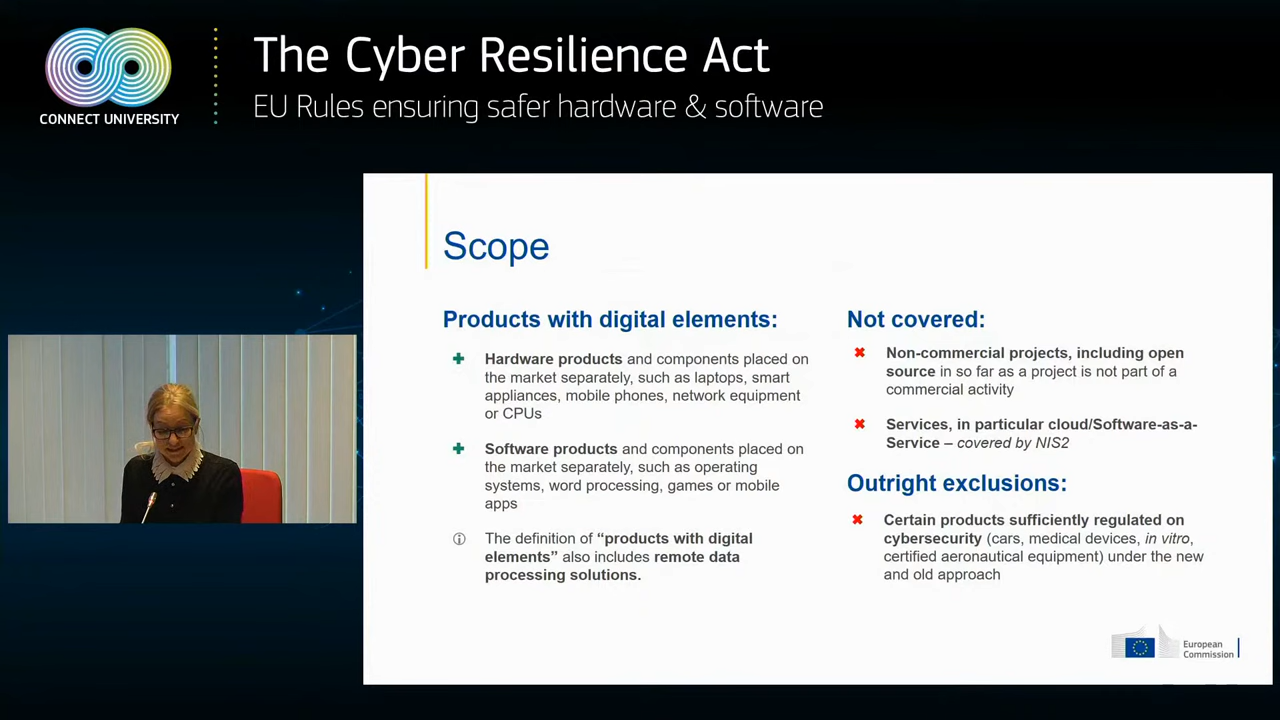 CONNECT UNIVERSITY
The Cyber Resilience Act
EU Rules ensuring safer hardware & software
Scope
Products with digital elements:
Hardware products and components placed on
the market separately, such as laptops, smart
appliances, mobile phones, network equipment
or CPUs
Software products and components placed on
the market separately, such as operating
systems, word processing, games or mobile
apps
The definition of “products with digital
elements” also includes remote data
processing solutions.
Not covered:
Non-commercial projects, including open
source in so far as a project is not part of a
commercial activity
Services, in particular cloud/Software-as-a-
Service – covered by NIS2
Outright exclusions:
Certain products sufficiently regulated on
cybersecurity (cars, medical devices, in vitro,
certified aeronautical equipment) under the new
and old approach
European
Commission